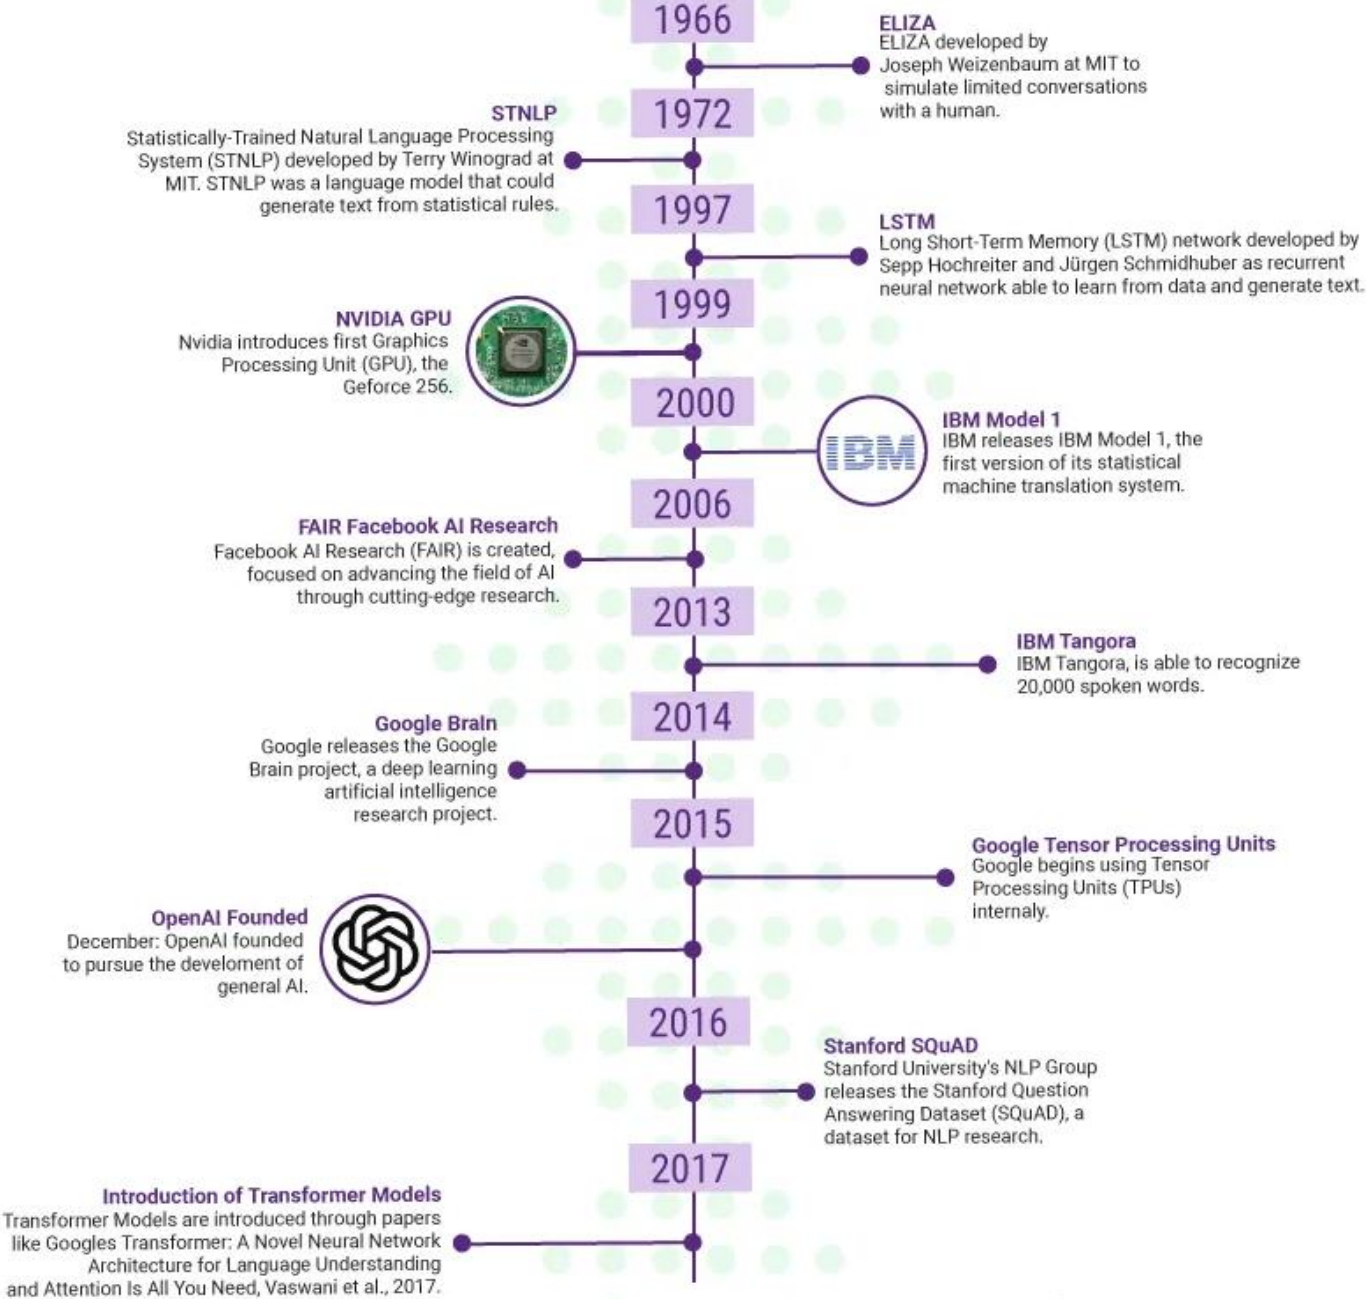 1966
ELIZA
ELIZA developed by
Joseph Weizenbaum at MIT to
simulate limited conversations
with a human.
1972
STNLP
Statistically-Trained Natural Language Processing
System (STNLP) developed by Terry Winograd at
MIT. STNLP was a language model that could
generate text from statistical rules.
1997
LSTM
Long Short-Term Memory (LSTM) network developed by
Sepp Hochreiter and Jürgen Schmidhuber as recurrent
neural network able to learn from data and generate text.
1999
NVIDIA GPU
Nvidia introduces first Graphics
Processing Unit (GPU), the
Geforce 256.
2000
IBM
IBM Model 1
IBM releases IBM Model 1, the
first version of its statistical
machine translation system.
2006
FAIR Facebook AI Research
Facebook AI Research (FAIR) is created,
focused on advancing the field of AI
through cutting-edge research.
2013
IBM Tangora
IBM Tangora, is able to recognize
20,000 spoken words.
2014
Google Brain
Google releases the Google
Brain project, a deep learning
artificial intelligence
research project.
2015
Google Tensor Processing Units
Google begins using Tensor
Processing Units (TPUs)
internaly.
OpenAI Founded
December: OpenAI founded
to pursue the develoment of
general AI.
2016
Stanford SQuAD
Stanford University's NLP Group
releases the Stanford Question
Answering Dataset (SQuAD), a
dataset for NLP research.
2017
Introduction of Transformer Models
Transformer Models are introduced through papers
like Googles Transformer: A Novel Neural Network
Architecture for Language Understanding
and Attention Is All You Need, Vaswani et al., 2017.